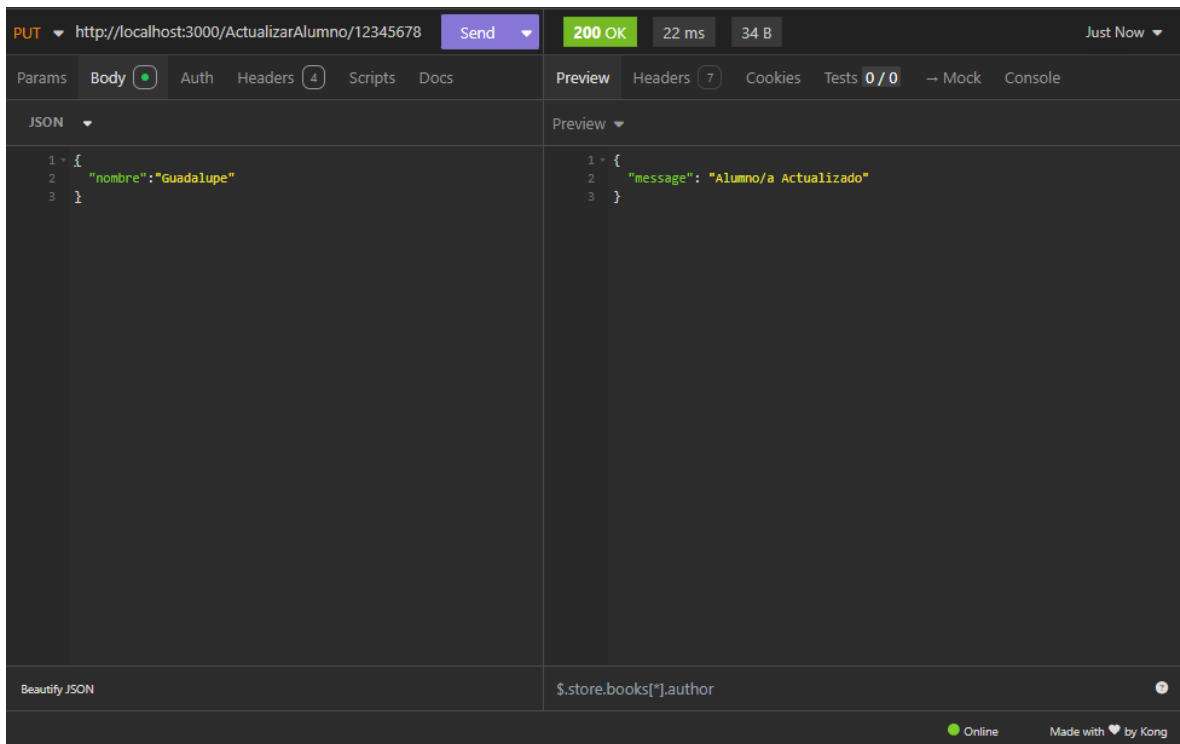 PUT http://localhost:3000/ActualizarAlumno/12345678 Send
200 OK 22 ms 34 B Just Now
Params Body Auth Headers 4 Scripts Docs
Preview Headers 7 Cookies Tests 0 / 0 → Mock Console
JSON
Preview
1 {
2 "nombre":"Guadalupe"
3 }
1 {
2 "message": "Alumno/a Actualizado"
3 }
Beautify JSON
$.store.books[*].author
?
Online Made with ♥ by Kong